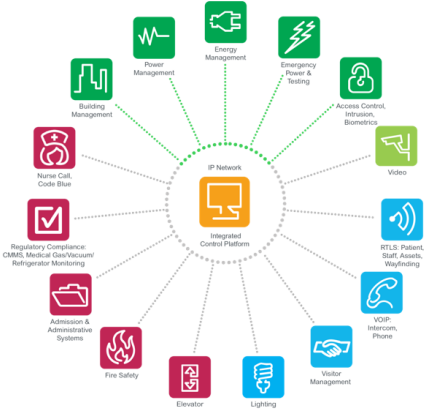 Energy
Management
Power
Management
Emergency
Power &
Testing
Building
Management
Access Control,
Intrusion,
Biometrics
Nurse Call,
Code Blue
Video
IP Network
Integrated
Control Platform
Regulatory Compliance:
CMMS, Medical Gas/Vacuum/
Refrigerator Monitoring
RTLS: Patient,
Staff, Assets,
Wayfinding
Admission &
Administrative
Systems
VOIP:
Intercom,
Phone
Fire Safety
Visitor
Management
Elevator
Lighting